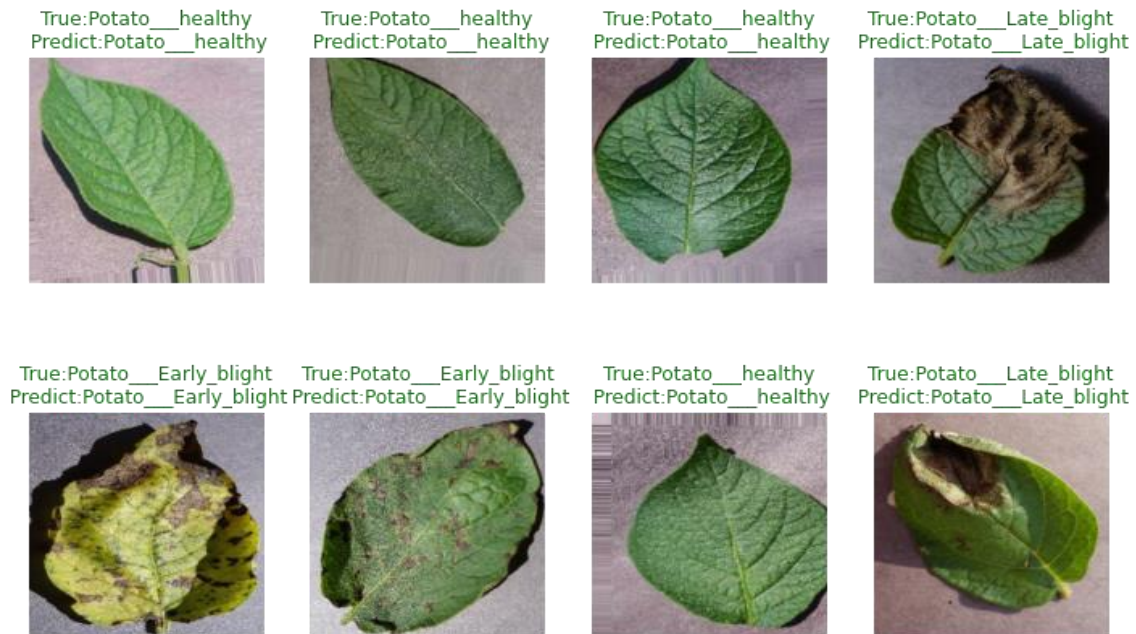 True:Potato___healthy
Predict:Potato___healthy
True:Potato___healthy
Predict:Potato___healthy
True:Potato___healthy
Predict:Potato___healthy
True:Potato___Late_blight
Predict:Potato___Late_blight
True:Potato___Early_blight
Predict:Potato___Early_blight
True:Potato___Early_blight
Predict:Potato___Early_blight
True:Potato___healthy
Predict:Potato___healthy
True:Potato___Late_blight
Predict:Potato___Late_blight